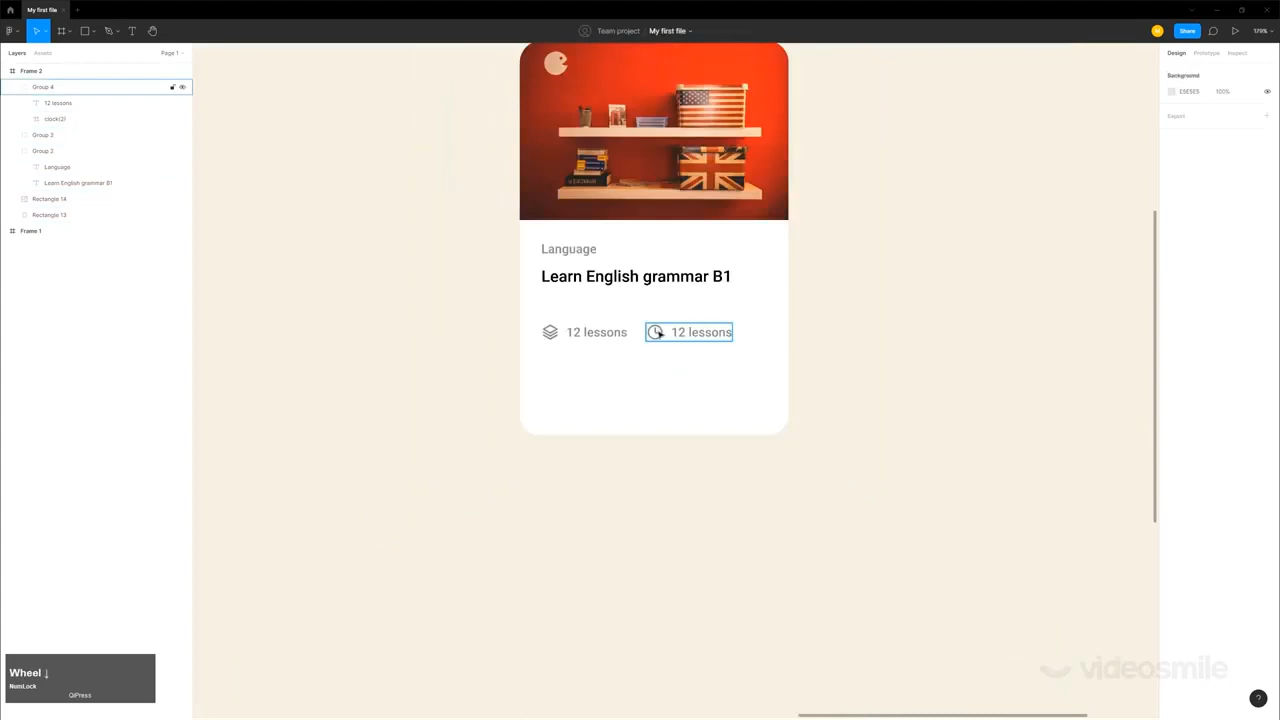 My first file
Team project
My first file
Share
179%
Layers
Assets
Page 1
Design
Prototype
Inspect
Frame 2
Group 4
12 lessons
clock(2)
Group 3
Group 2
Language
Learn English grammar B1
Rectangle 14
Rectangle 13
Frame 1
Background
E5E5E5
100%
Export
Language
Learn English grammar B1
12 lessons
12 lessons
Wheel ↓
NumLock
QiPress
videosmile
?